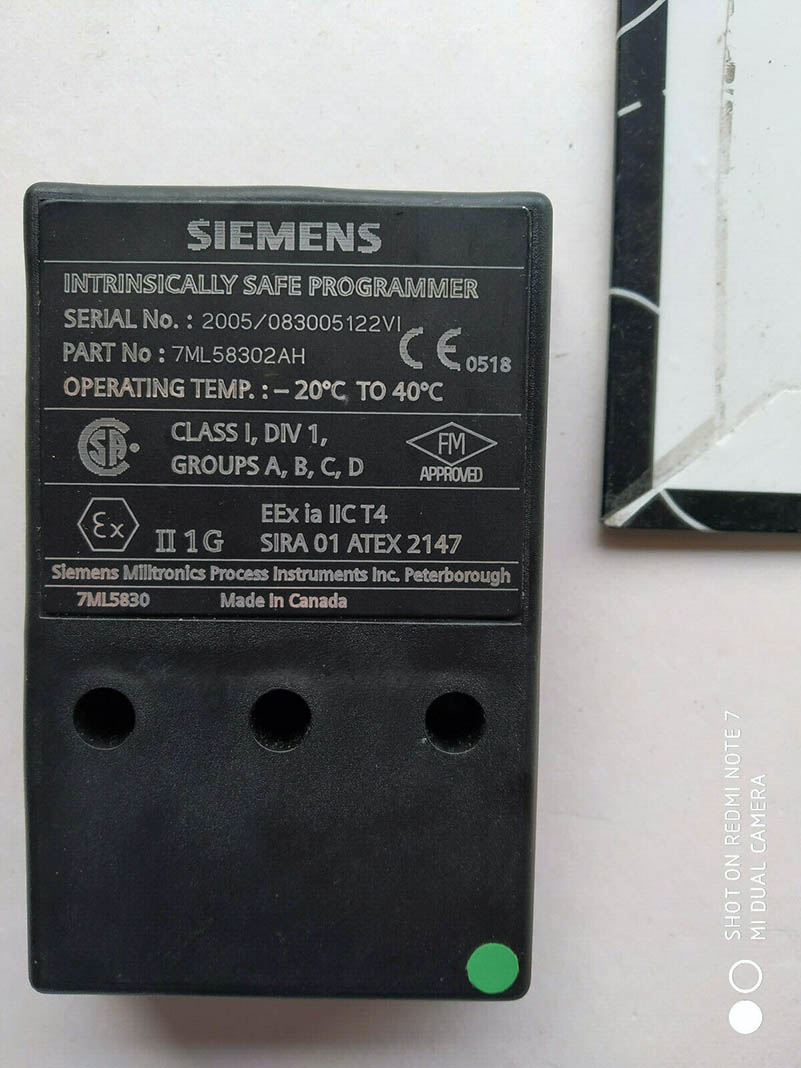 SIEMENS
INTRINSICALLY SAFE PROGRAMMER
SERIAL No. : 2005/083005122VI
PART No : 7ML58302AH
CE 0518
OPERATING TEMP. : – 20°C TO 40°C
CSA
CLASS I, DIV 1,
GROUPS A, B, C, D
FM
APPROVED
Ex
II 1 G
EEx ia IIC T4
SIRA 01 ATEX 2147
Siemens Milltronics Process Instruments Inc. Peterborough
7ML5830 Made in Canada
SHOT ON REDMI NOTE 7
MI DUAL CAMERA